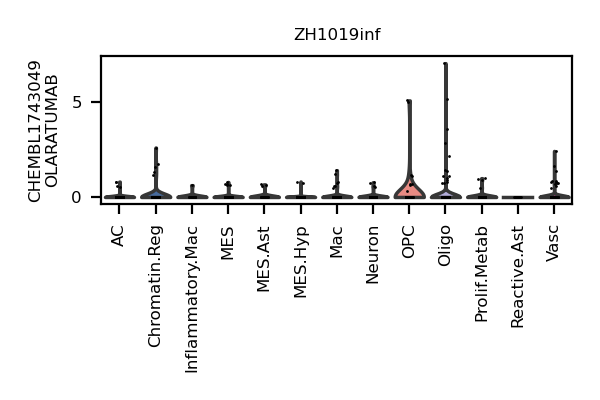 ZH1019inf
CHEMBL1743049
OLARATUMAB
5
0
AC
Chromatin.Reg
Inflammatory.Mac
MES
MES.Ast
MES.Hyp
Mac
Neuron
OPC
Oligo
Prolif.Metab
Reactive.Ast
Vasc